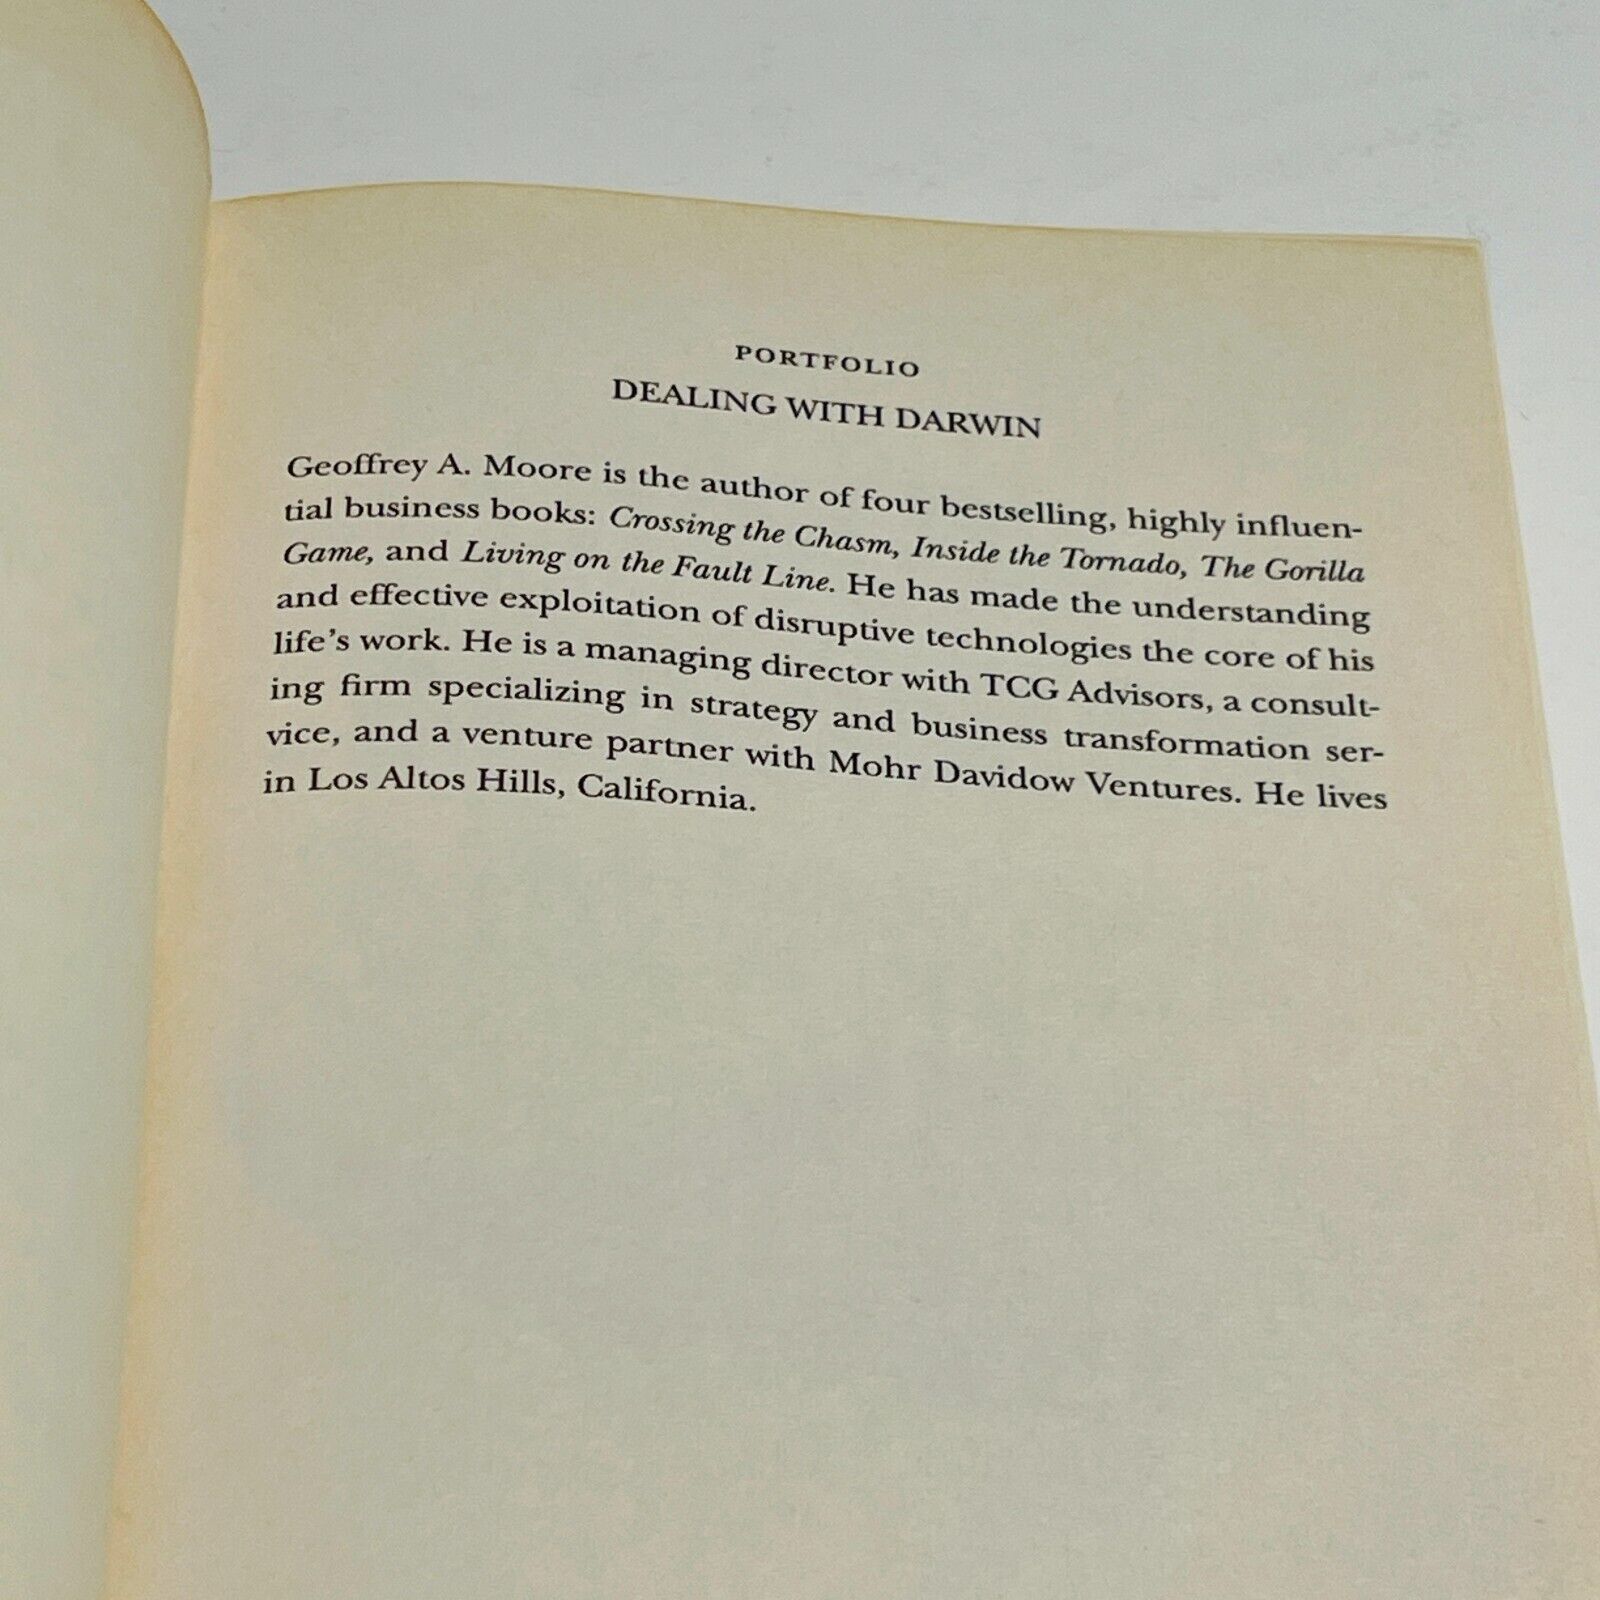 PORTFOLIO
DEALING WITH DARWIN
Geoffrey A. Moore is the author of four bestselling, highly influen-
tial business books: Crossing the Chasm, Inside the Tornado, The Gorilla
Game, and Living on the Fault Line. He has made the understanding
and effective exploitation of disruptive technologies the core of his
life's work. He is a managing director with TCG Advisors, a consult-
ing firm specializing in strategy and business transformation ser-
vice, and a venture partner with Mohr Davidow Ventures. He lives
in Los Altos Hills, California.